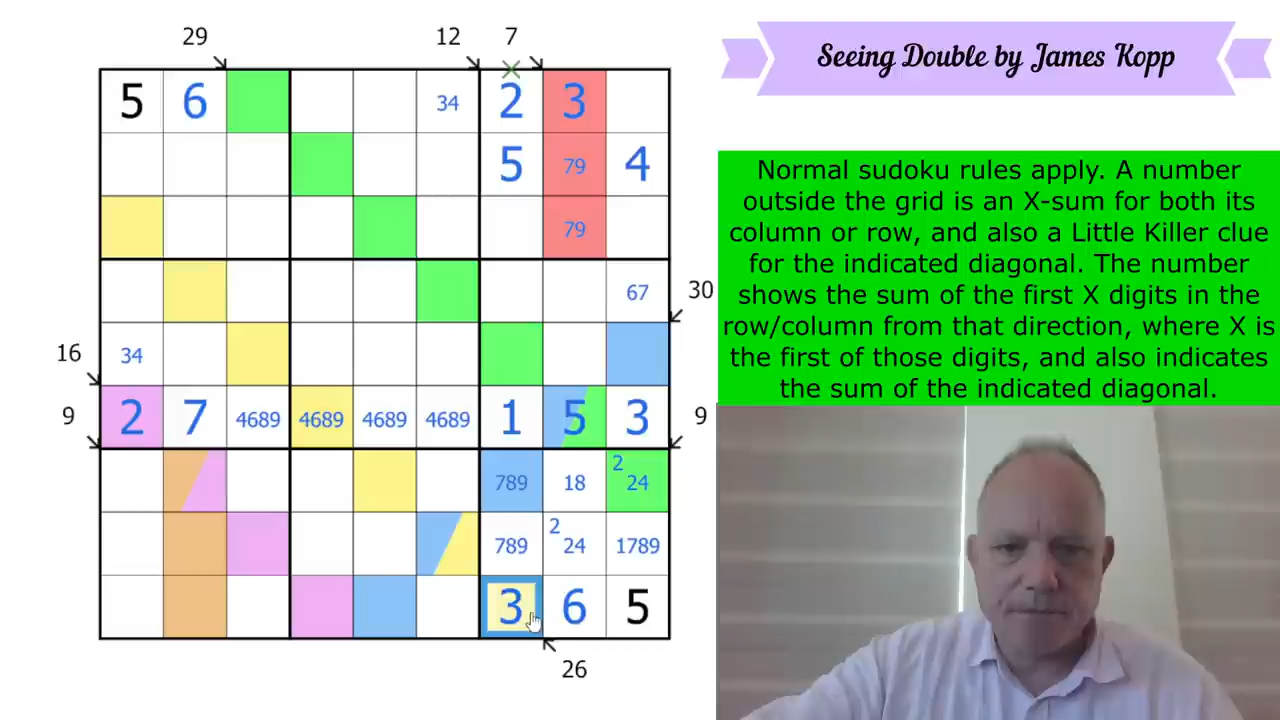 Seeing Double by James Kopp
29 12 7
5 6 34 2 3
5 79 4
79
67 30
16 34
9 2 7 4689 4689 4689 4689 1 5 3 9
789 18 2 24
789 2 24 1789
3 6 5
26
Normal sudoku rules apply. A number
outside the grid is an X-sum for both its
column or row, and also a Little Killer clue
for the indicated diagonal. The number
shows the sum of the first X digits in the
row/column from that direction, where X is
the first of those digits, and also indicates
the sum of the indicated diagonal.